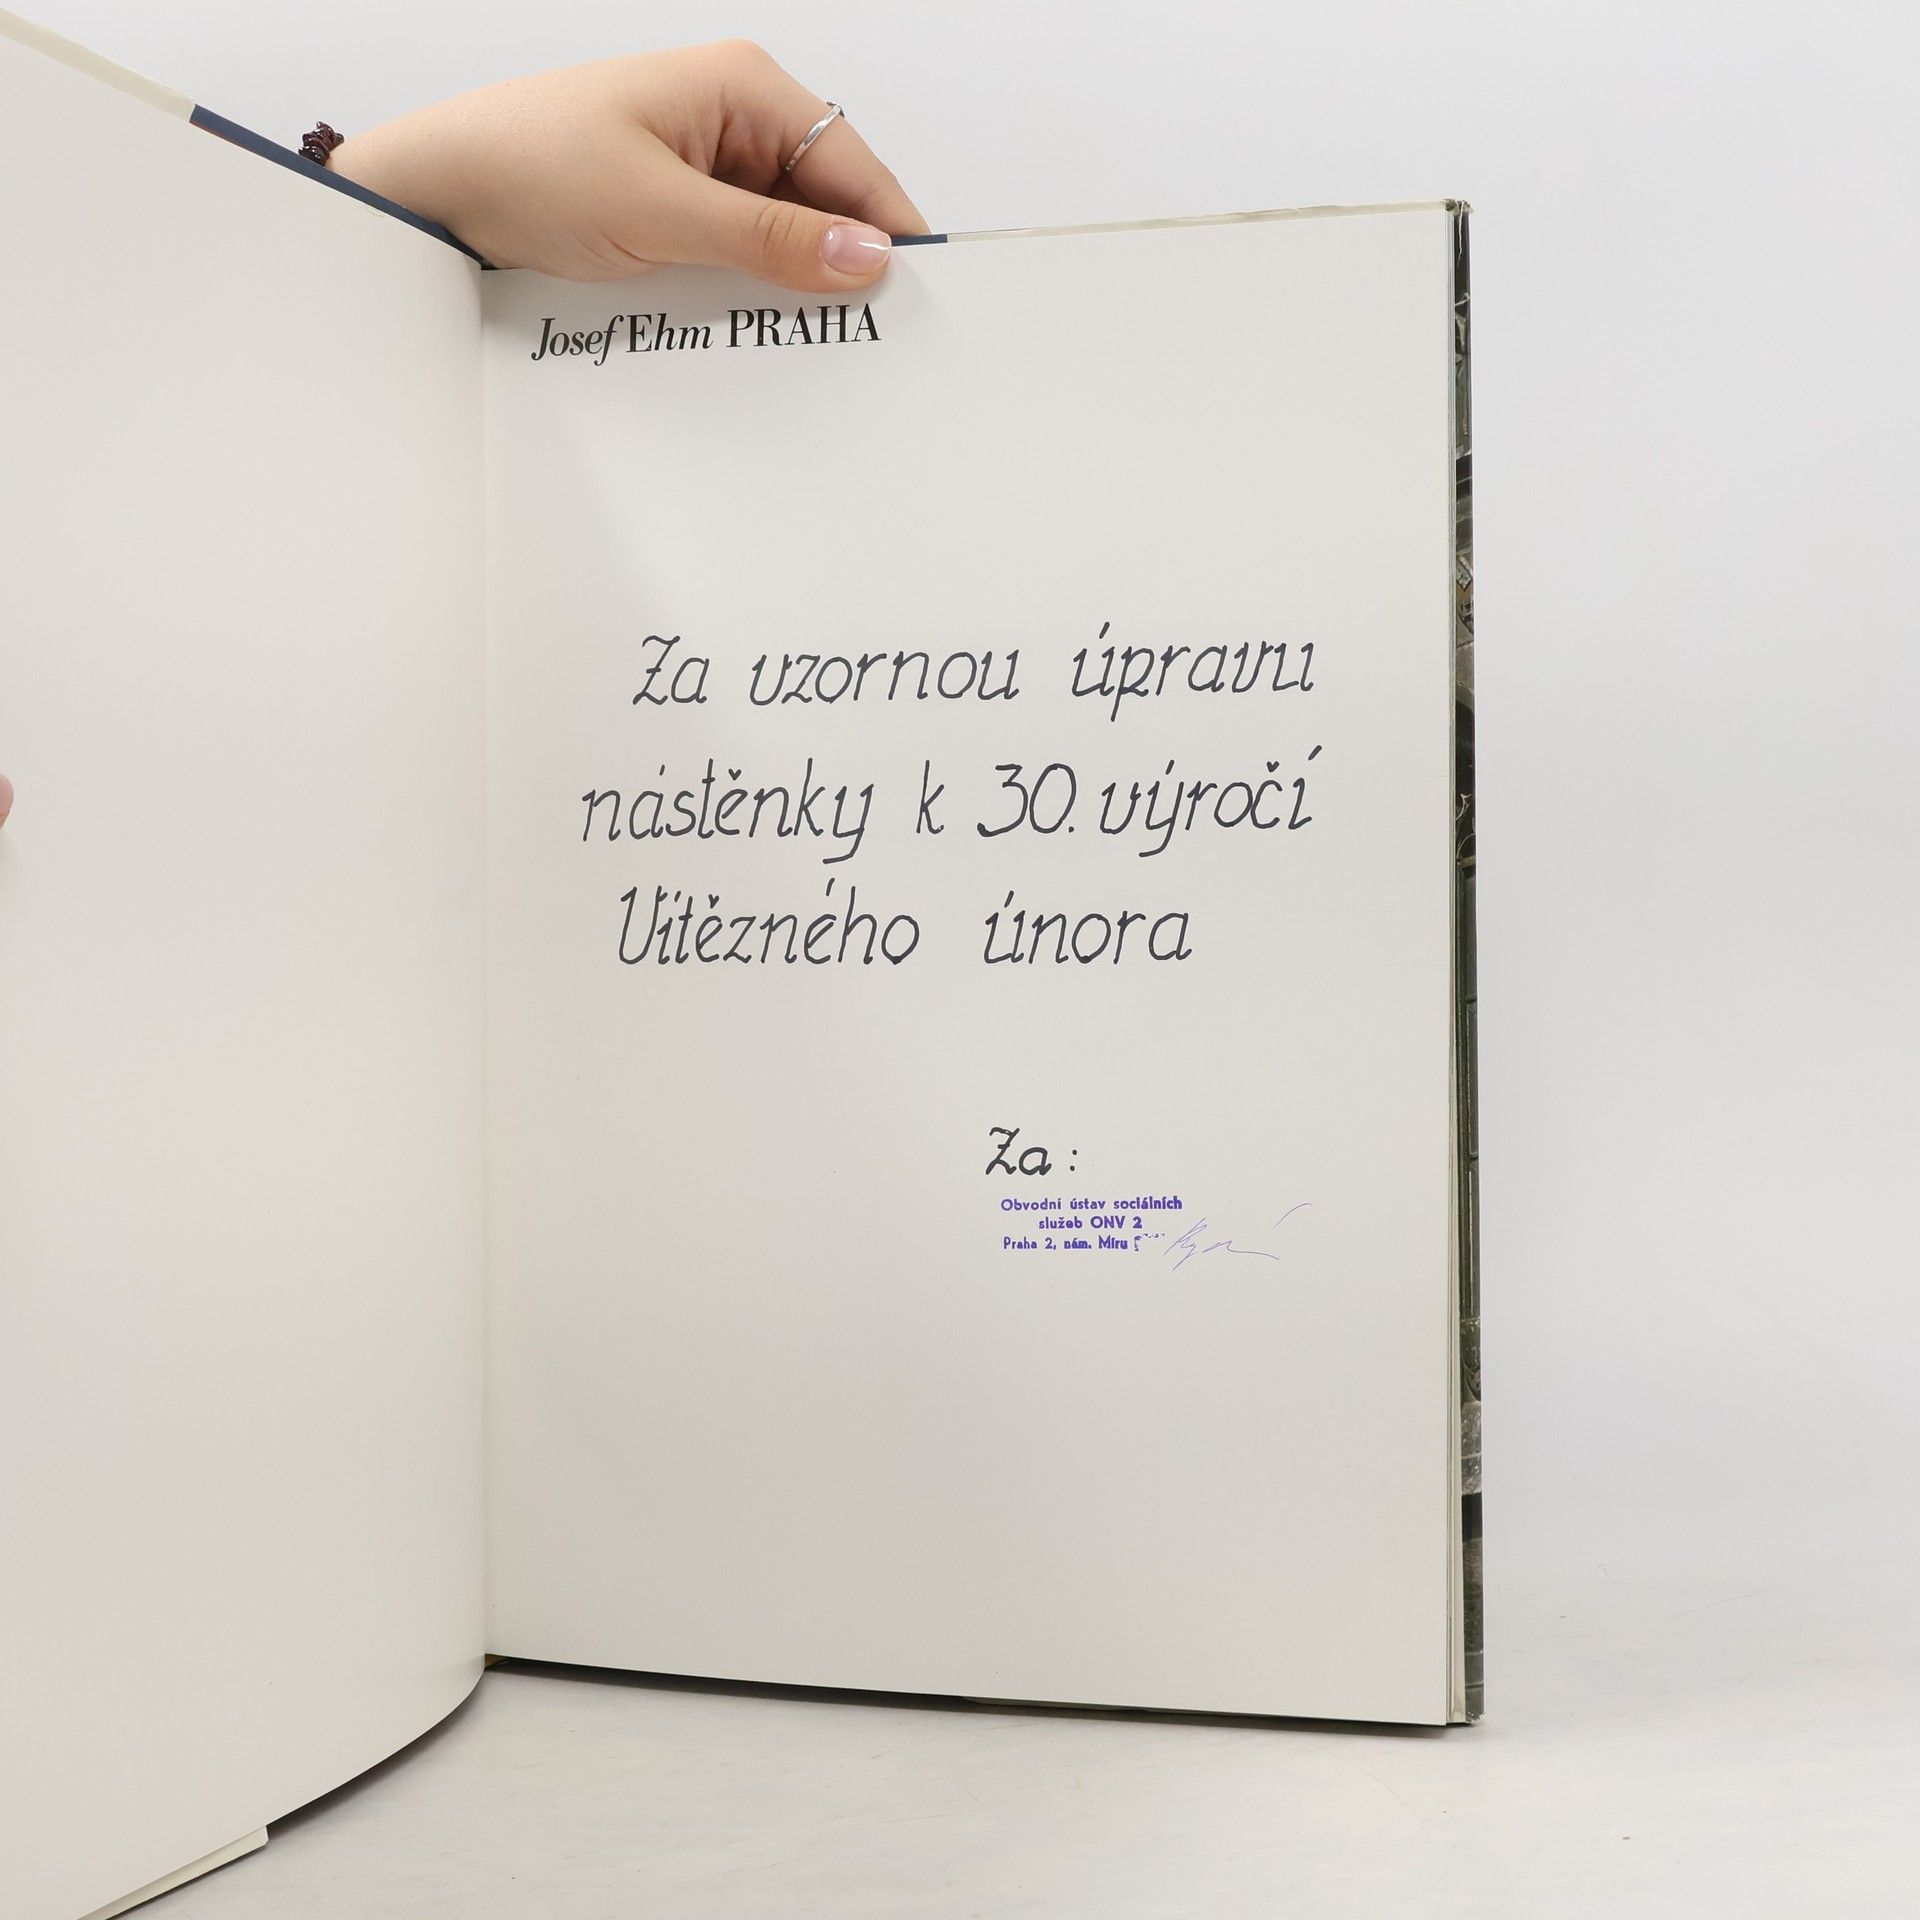 Josef Ehm PRAHA
Za vzornou úpravu
nástěnky k 30. výročí
Vítězného února
Za :
Obvodní ústav sociálních
služeb ONV 2
Praha 2, nám. Míru